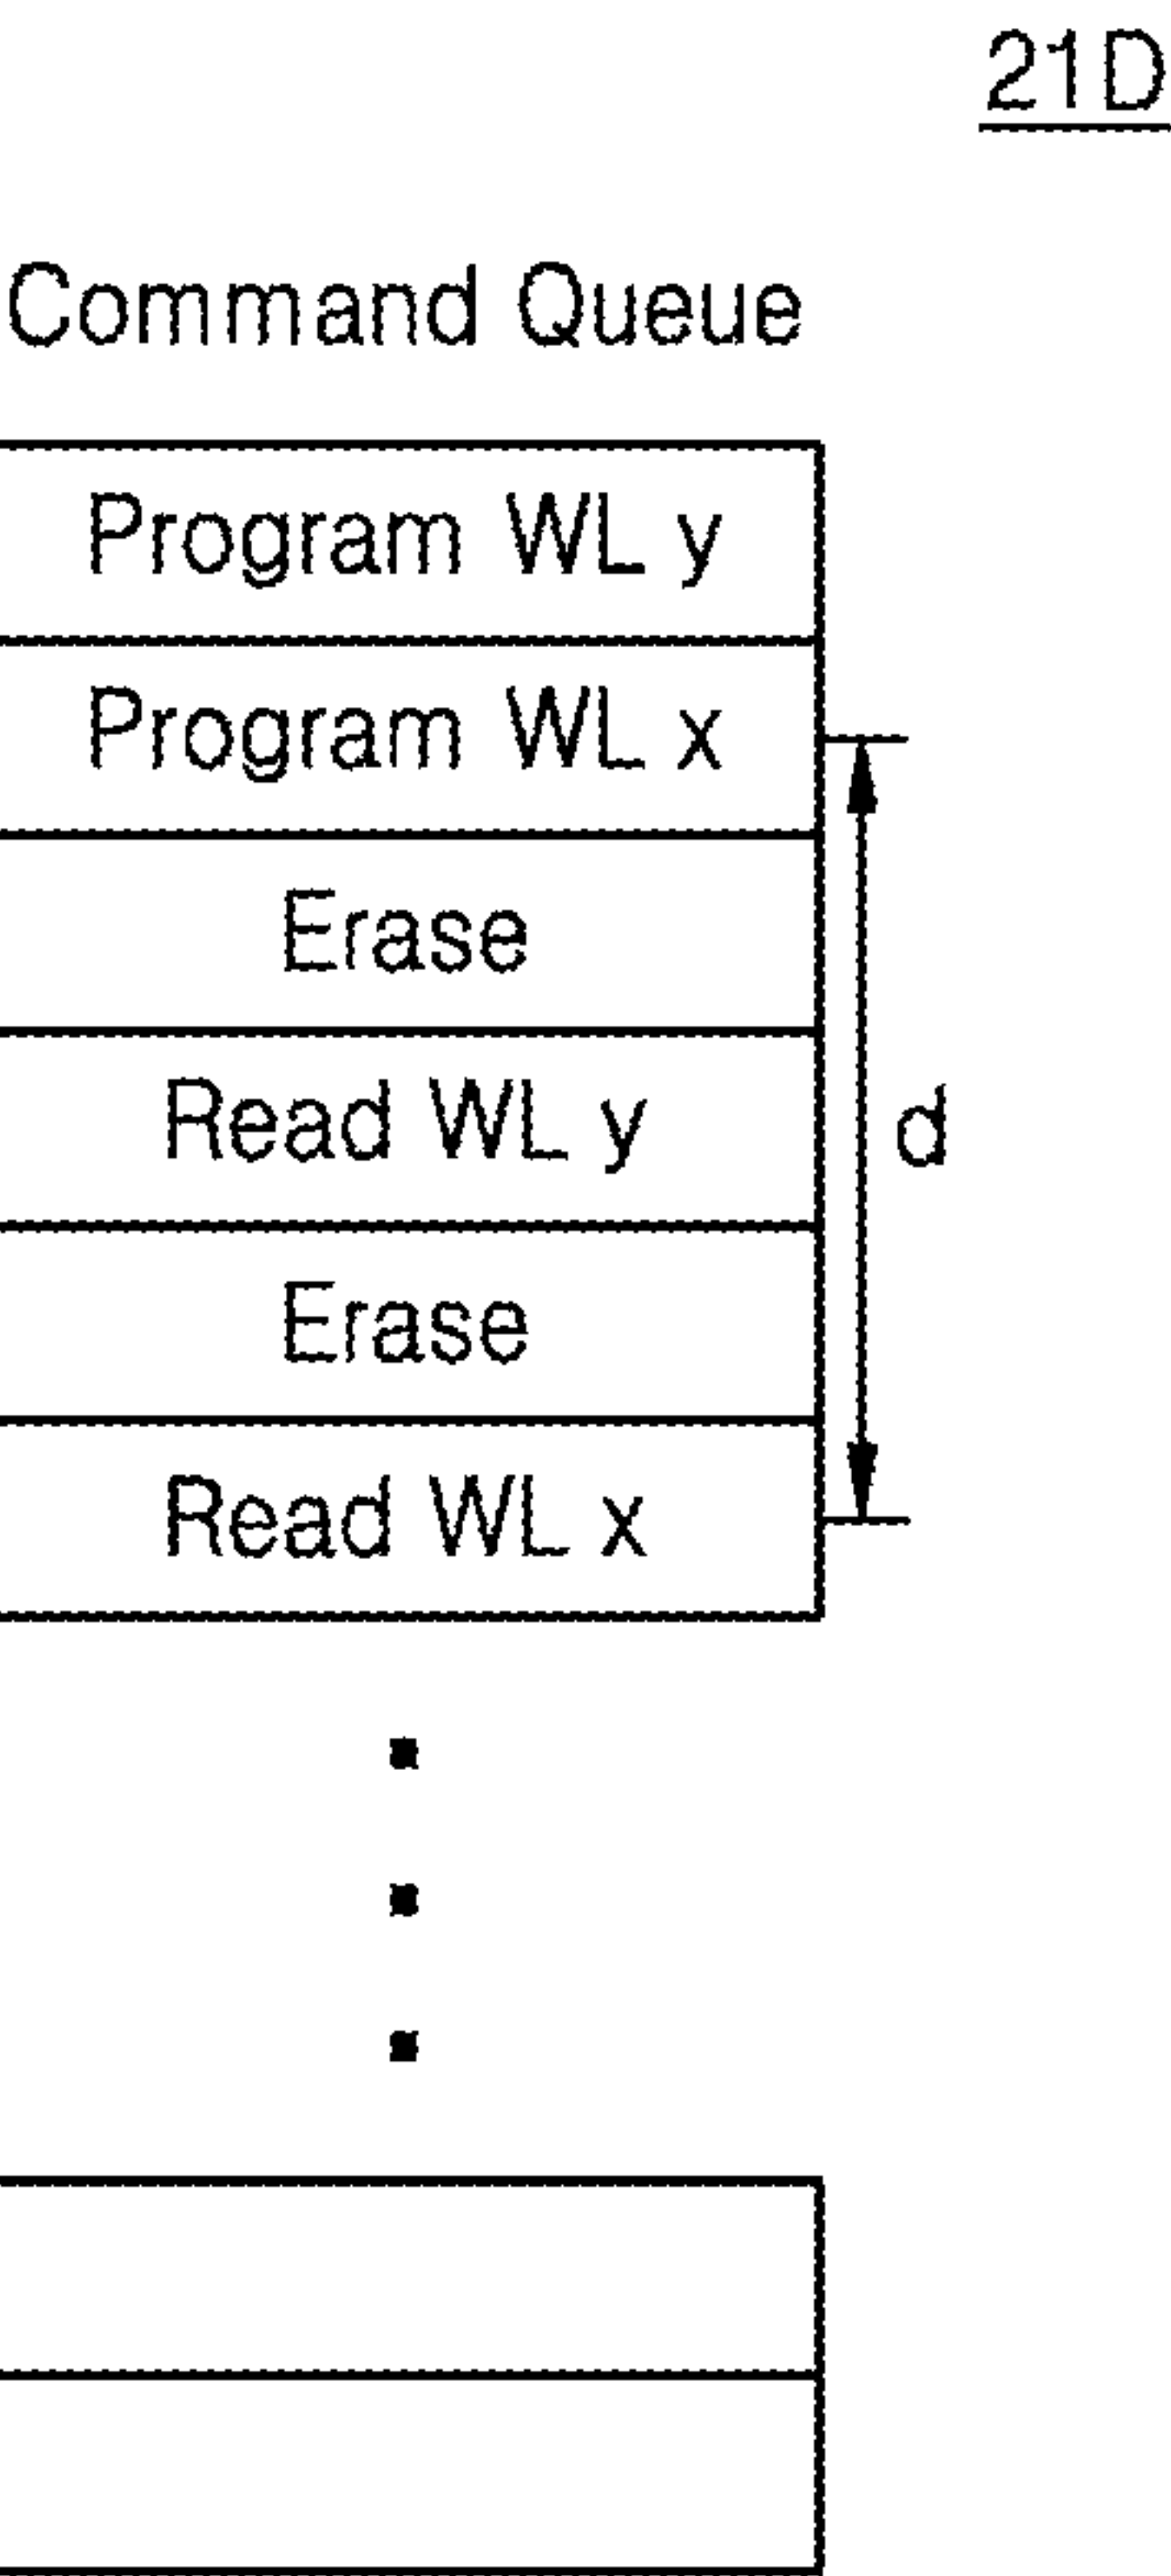 21D
Command Queue
Program WL y
Program WL x
Erase
Read WL y
d
Erase
Read WL x